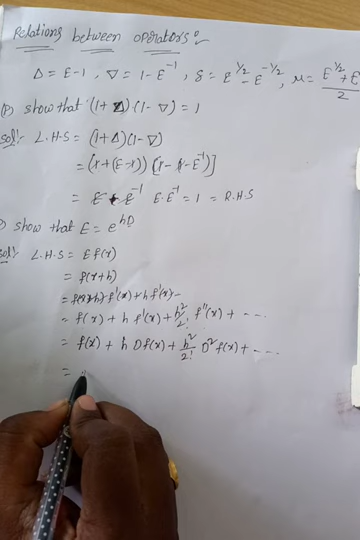 Relations between operators:-
Δ = E-1, ∇ = 1-E⁻¹, δ = E^{1/2} - E^{-1/2}, μ = E^{1/2} + E
2
(P) show that (1+Δ)(1-∇) = 1
Sol: L.H.S = (1+Δ)(1-∇)
= (1+(E-1)) [1-(1-E⁻¹)]
= E E⁻¹ E.E⁻¹ = 1 = R.H.S
) show that E = e^{hD}
Sol: L.H.S = E f(x)
= f(x+h)
= f(x+h) f'(x) + h f'(x) -
= f(x) + h f'(x) + h²/2! f''(x) + ----
= f(x) + h Df(x) + h²/2! D² f(x) + ----
=